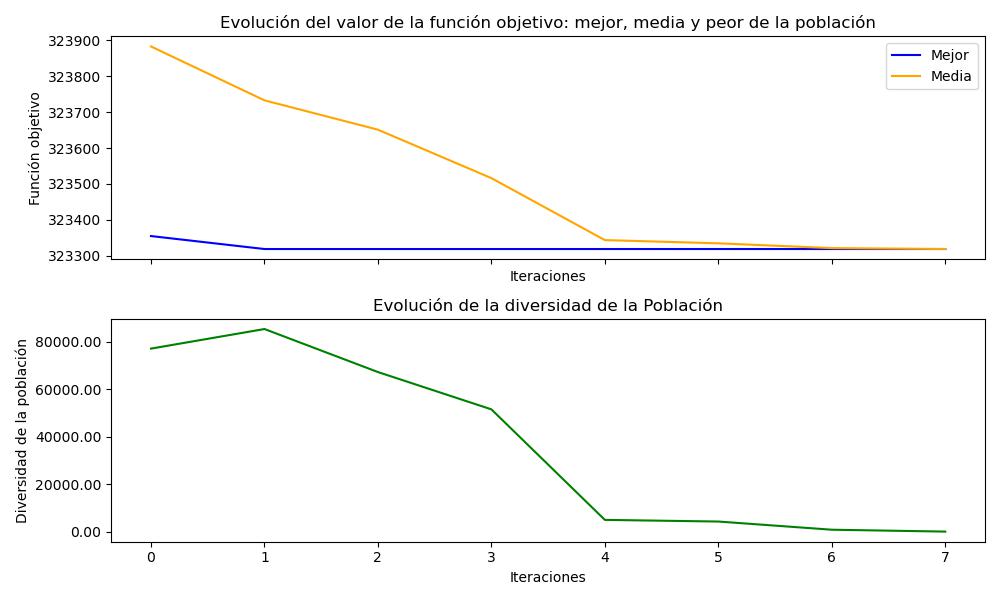 Evolución del valor de la función objetivo: mejor, media y peor de la población
Función objetivo
323900
323800
323700
323600
323500
323400
323300
Mejor
Media
Iteraciones
Evolución de la diversidad de la Población
Diversidad de la población
80000.00
60000.00
40000.00
20000.00
0.00
0 1 2 3 4 5 6 7
Iteraciones